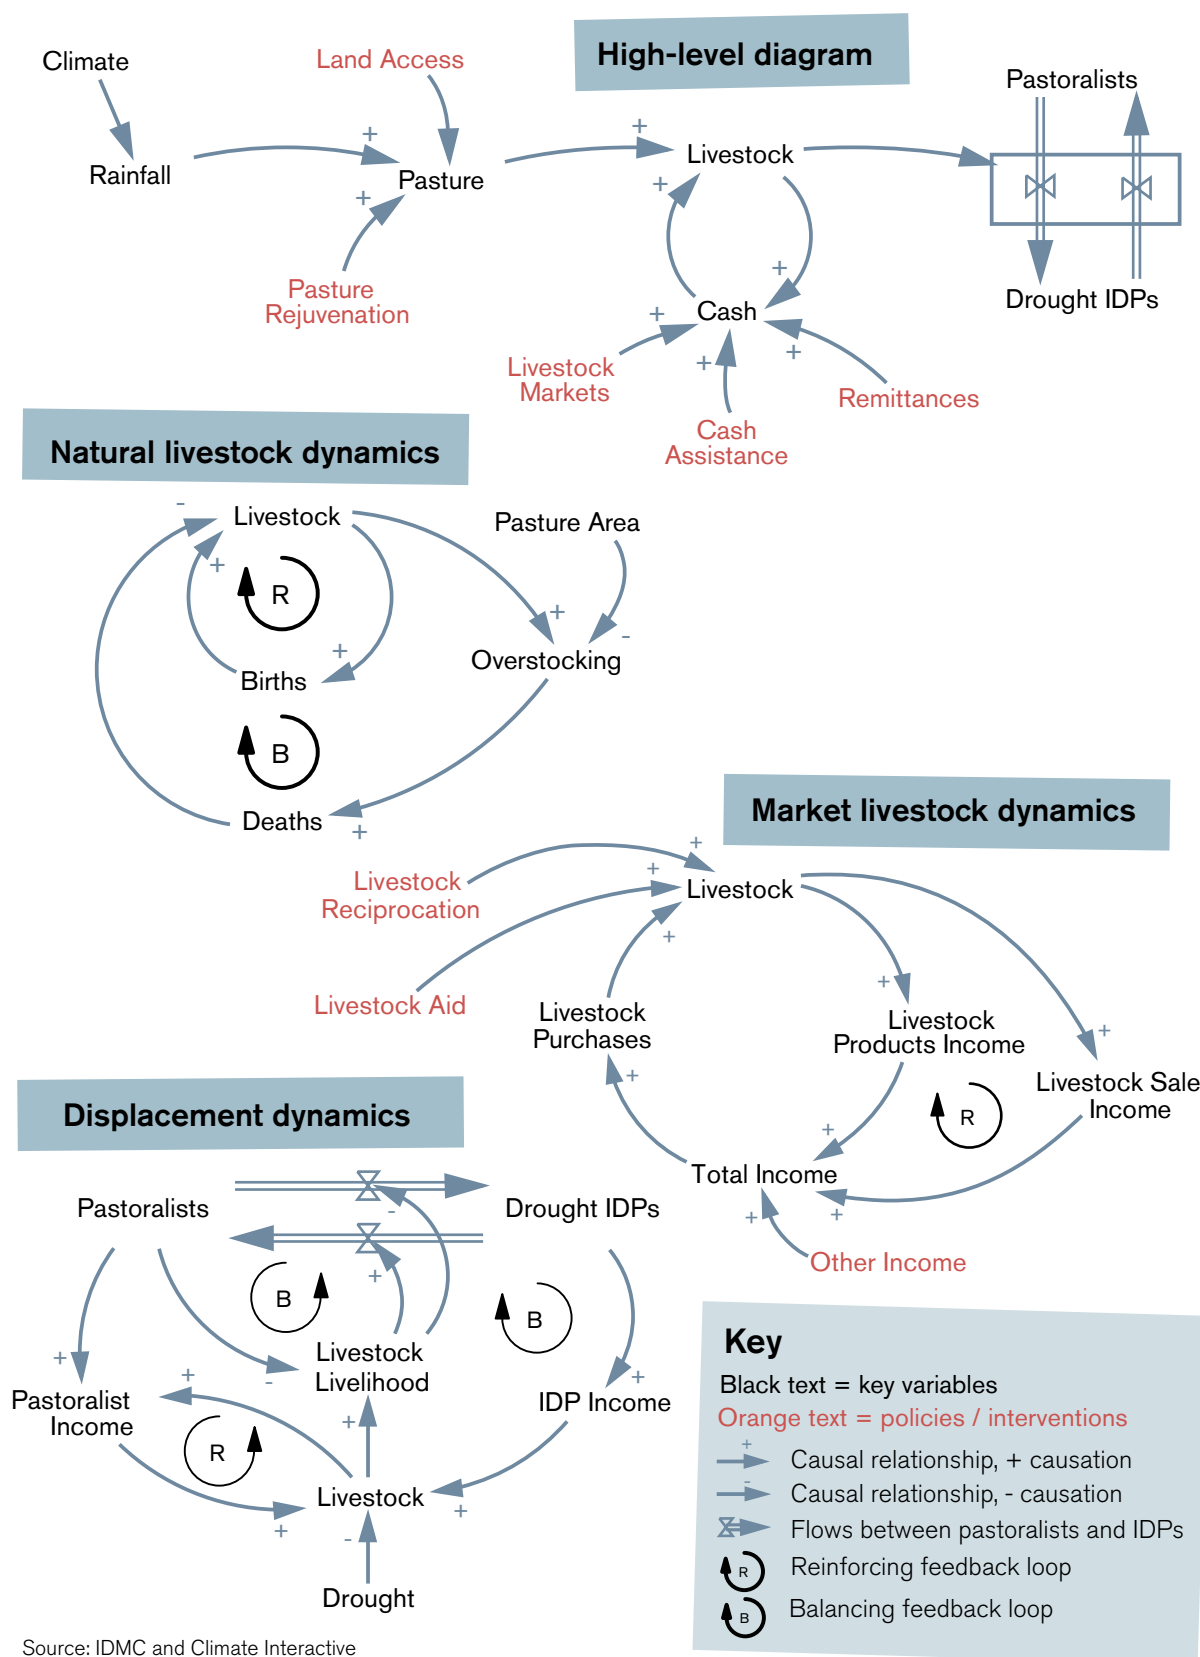 High-level diagram
Climate
Land Access
Pastoralists
+
+
Rainfall
Pasture
Livestock
+
+
Pasture
Rejuvenation
+
Cash
Drought IDPs
+
+
+
Livestock
Markets
Remittances
Cash
Assistance
Natural livestock dynamics
-
Livestock
Pasture Area
+
R
+
-
+
Overstocking
Births
B
Deaths
+
Market livestock dynamics
+
+
Livestock
Reciprocation
Livestock
+
+
Livestock Aid
Livestock
Purchases
Livestock
Products Income
+
+
Livestock Sale
Income
R
+
Total Income
+
+
Other Income
Displacement dynamics
Pastoralists
Drought IDPs
-
+
B
B
+
Livestock
Livelihood
-
+
+
Pastoralist
Income
IDP Income
+
R
Livestock
+
+
-
Drought
Key
Black text = key variables
Orange text = policies / interventions
+
Causal relationship, + causation
-
Causal relationship, - causation
Flows between pastoralists and IDPs
R
Reinforcing feedback loop
B
Balancing feedback loop
Source: IDMC and Climate Interactive